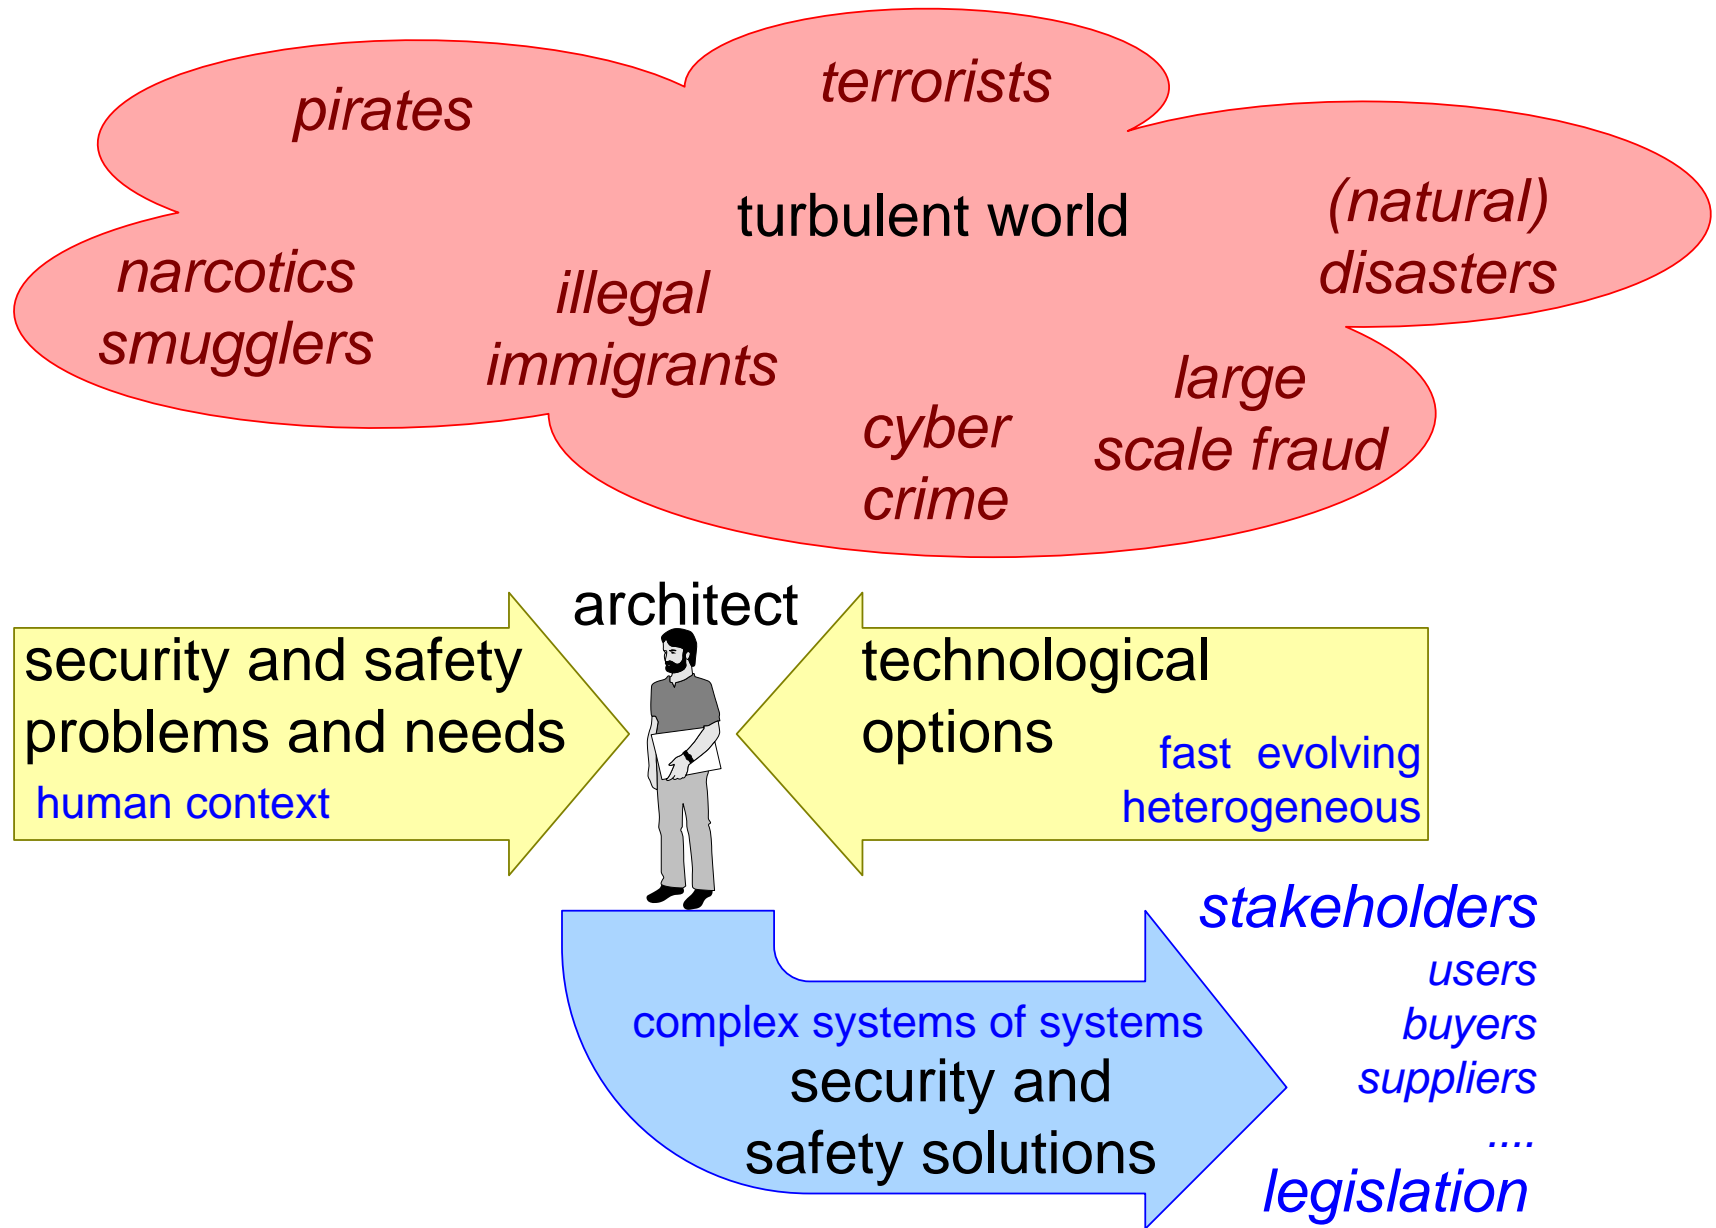 pirates
terrorists
turbulent world
(natural)
disasters
narcotics
smugglers
illegal
immigrants
large
scale fraud
cyber
crime
architect
security and safety
problems and needs
human context
technological
options
fast  evolving
heterogeneous
complex systems of systems
security and
safety solutions
stakeholders
users
buyers
suppliers
....
legislation